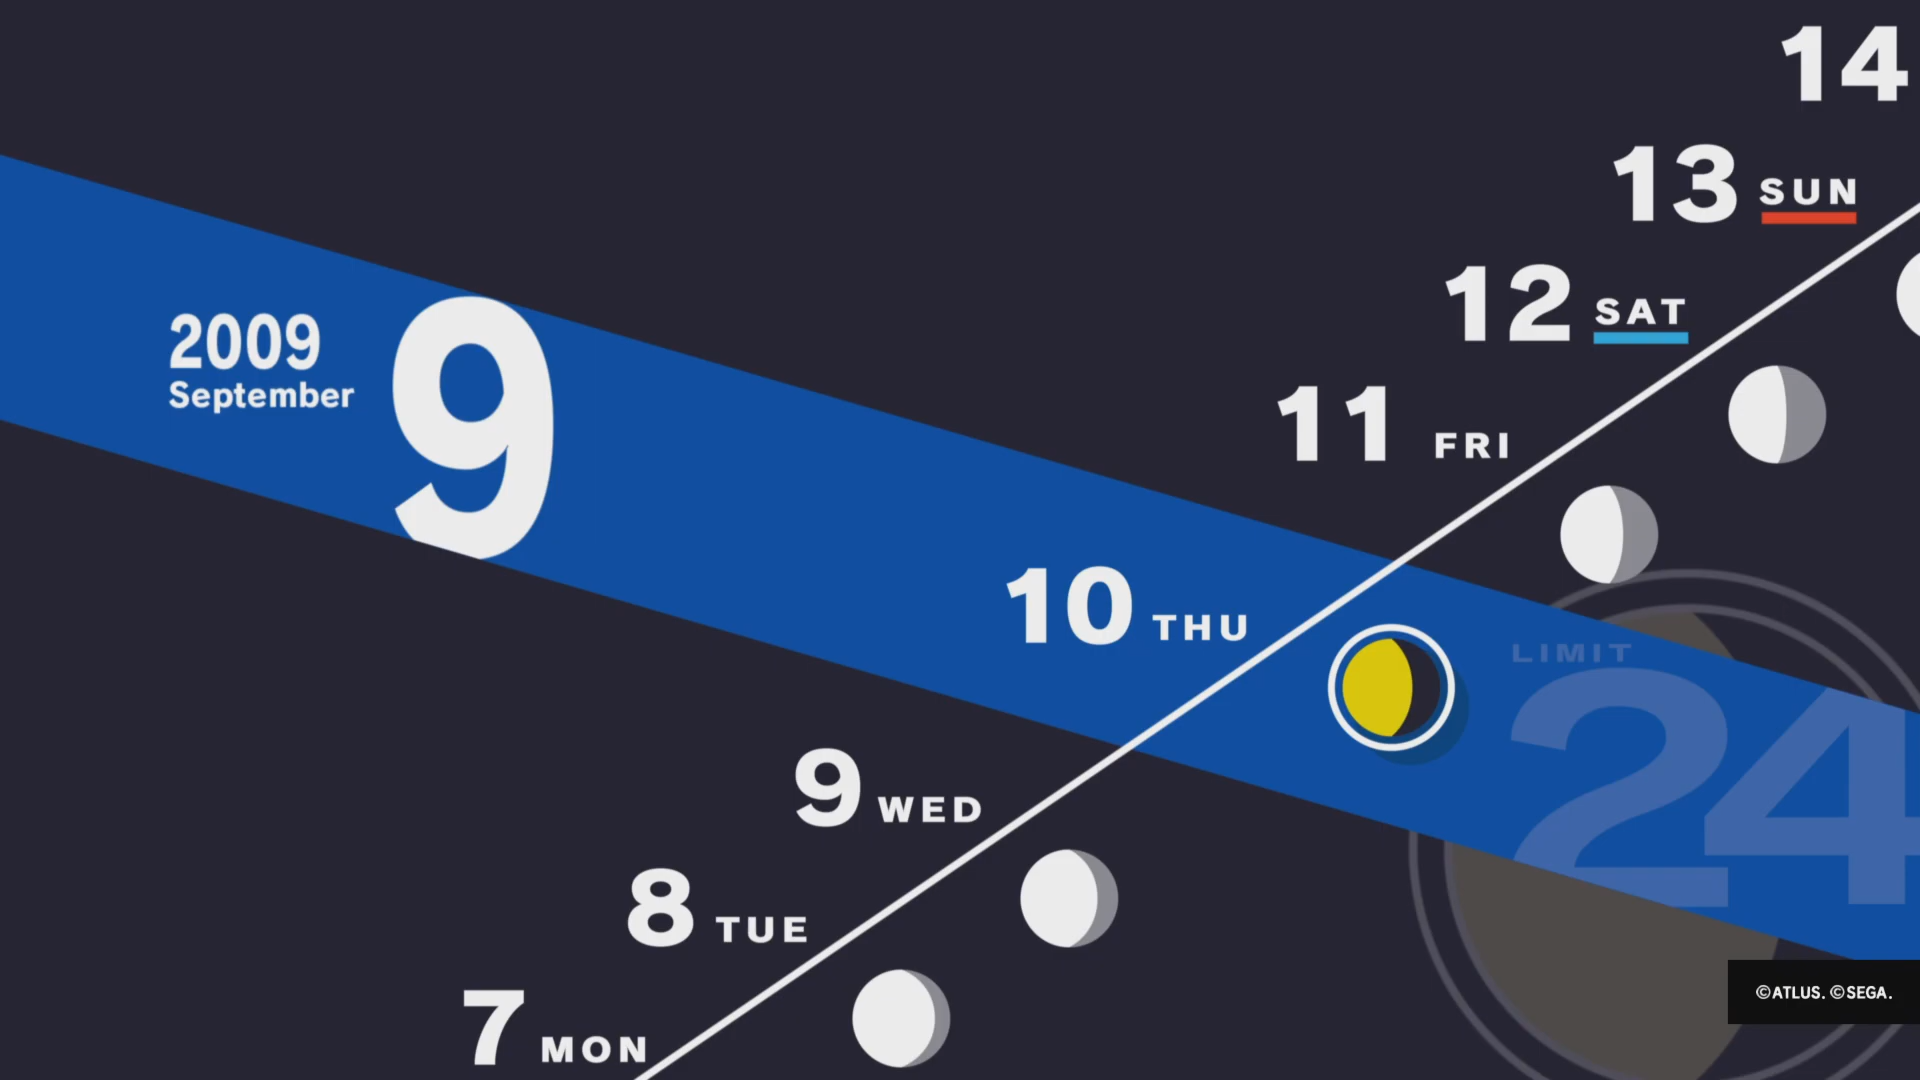 14
13 SUN
12 SAT
2009
September
9
11 FRI
10 THU
LIMIT
24
9 WED
8 TUE
7 MON
©ATLUS. ©SEGA.